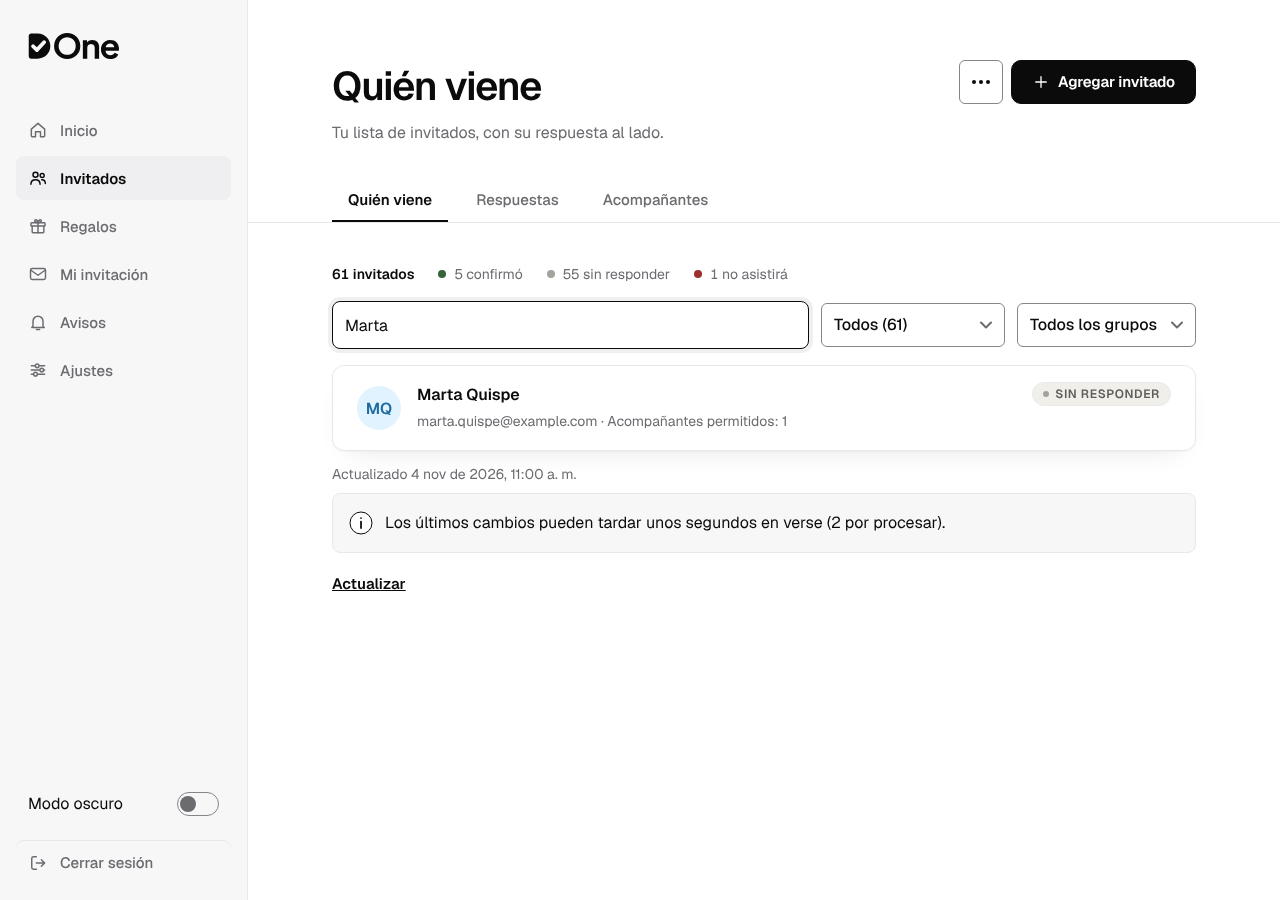 One
Inicio
Invitados
Regalos
Mi invitación
Avisos
Ajustes
Modo oscuro
Cerrar sesión
Quién viene
Agregar invitado
Tu lista de invitados, con su respuesta al lado.
Quién viene Respuestas Acompañantes
61 invitados 5 confirmó 55 sin responder 1 no asistirá
Marta Todos (61) Todos los grupos
MQ Marta Quispe SIN RESPONDER
marta.quispe@example.com · Acompañantes permitidos: 1
Actualizado 4 nov de 2026, 11:00 a. m.
Los últimos cambios pueden tardar unos segundos en verse (2 por procesar).
Actualizar